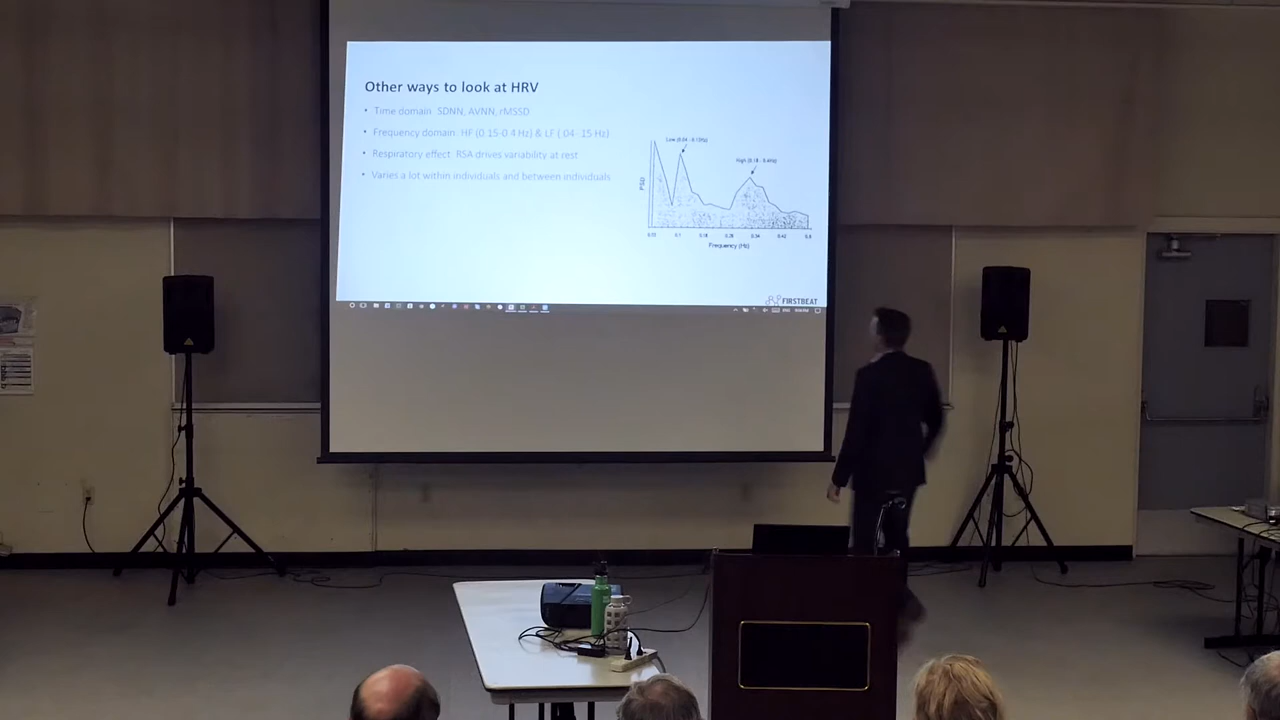 Other ways to look at HRV
• Time domain SDNN, AVNN, rMSSD
• Frequency domain HF (0.15-0.4 Hz) & LF (.04-.15 Hz)
• Respiratory effect RSA drives variability at rest
• Varies a lot within individuals and between individuals
PSD
Frequency (Hz)
FIRSTBEAT